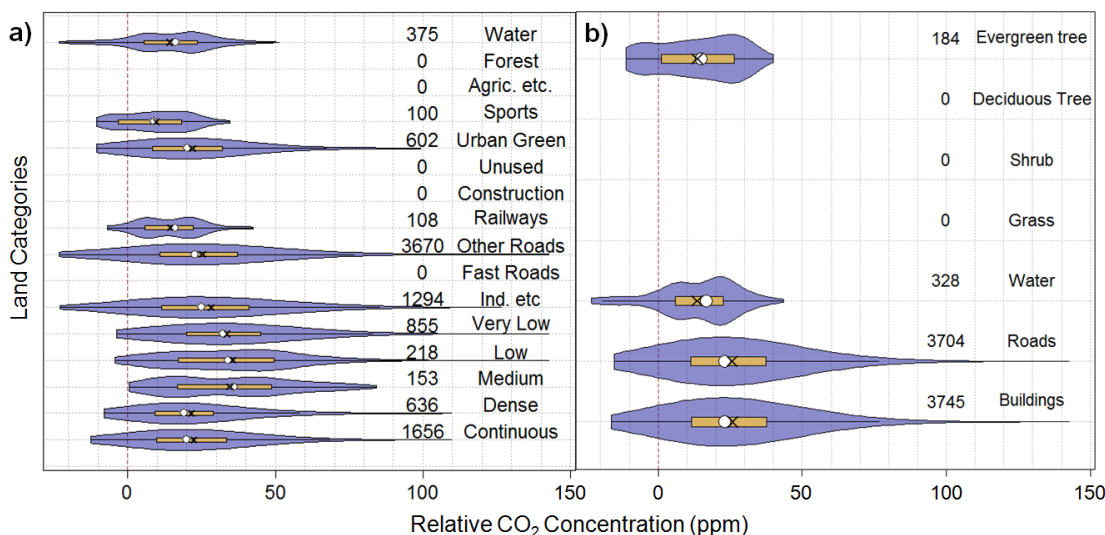 a)
Land Categories
375 Water
0 Forest
0 Agric. etc.
100 Sports
602 Urban Green
0 Unused
0 Construction
108 Railways
3670 Other Roads
0 Fast Roads
1294 Ind. etc
855 Very Low
218 Low
153 Medium
636 Dense
1656 Continuous
0 50 100 150
b)
184 Evergreen tree
0 Deciduous Tree
0 Shrub
0 Grass
328 Water
3704 Roads
3745 Buildings
0 50 100 150
Relative CO₂ Concentration (ppm)